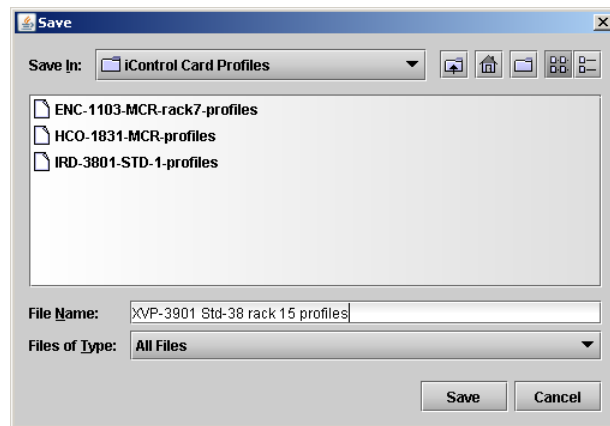 Save
Save In: iControl Card Profiles
ENC-1103-MCR-rack7-profiles
HCO-1831-MCR-profiles
IRD-3801-STD-1-profiles
File Name: XVP-3901 Std-38 rack 15 profiles
Files of Type: All Files
Save Cancel